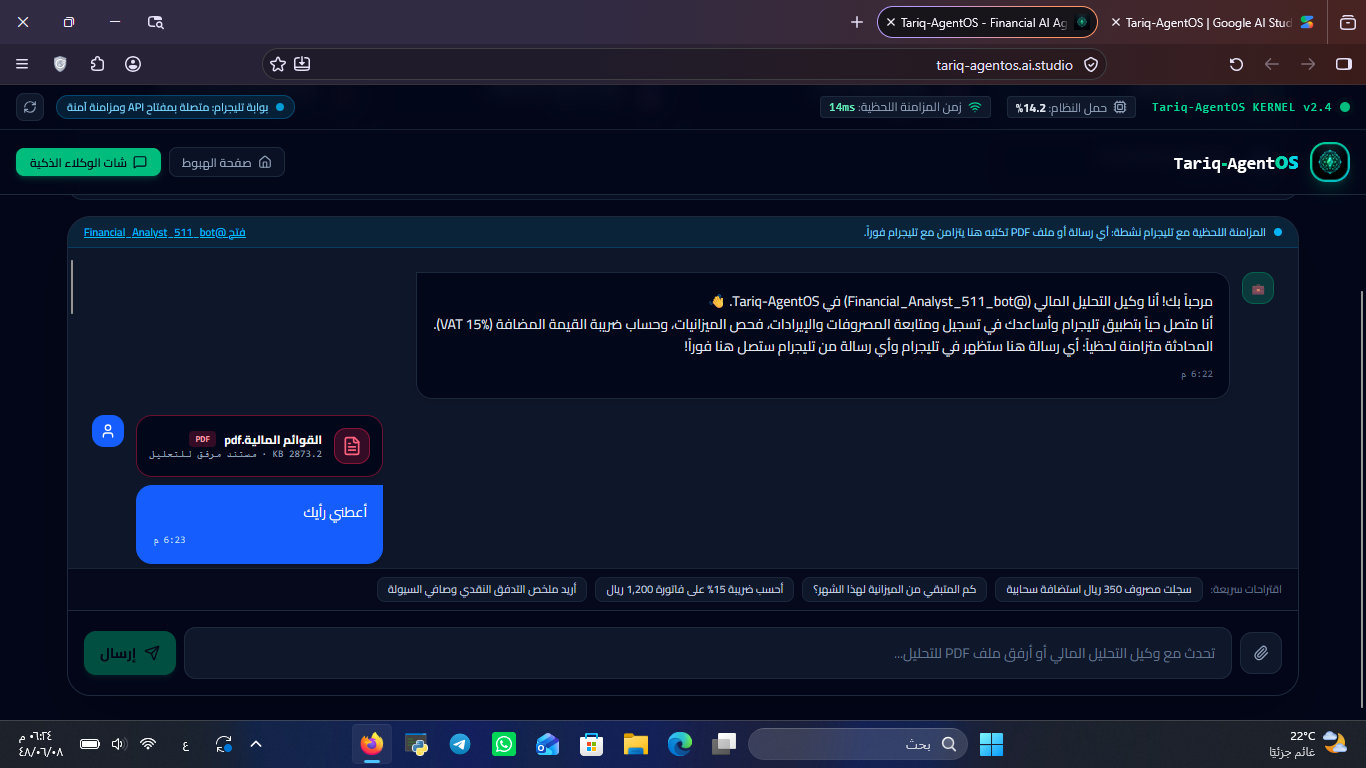 Tariq-AgentOS - Financial AI Ag
Tariq-AgentOS | Google AI Stud
tariq-agentos.ai.studio
Tariq-AgentOS KERNEL v2.4
حمل النظام: 14.2%
زمن المزامنة اللحظية: 14ms
بوابة تليجرام: متصلة بمفتاح API ومزامنة آمنة
Tariq-AgentOS
صفحة الهبوط
شات الوكلاء الذكية
المزامنة اللحظية مع تليجرام نشطة: أي رسالة أو ملف PDF تكتبه هنا يتزامن مع تليجرام فوراً.
فتح @Financial_Analyst_511_bot
مرحباً بك! أنا وكيل التحليل المالي (@Financial_Analyst_511_bot) في Tariq-AgentOS. 👋
أنا متصل حياً بتطبيق تليجرام وأساعدك في تسجيل ومتابعة المصروفات والإيرادات، فحص الميزانيات، وحساب ضريبة القيمة المضافة (15% VAT).
المحادثة متزامنة لحظياً: أي رسالة هنا ستظهر في تليجرام وأي رسالة من تليجرام ستصل هنا فوراً!
6:22 م
القوائم المالية.pdf PDF
2873.2 KB · مستند مرفق للتحليل
أعطني رأيك
6:23 م
اقتراحات سريعة:
سجلت مصروف 350 ريال استضافة سحابية
كم المتبقي من الميزانية لهذا الشهر؟
أحسب ضريبة 15% على فاتورة 1,200 ريال
أريد ملخص التدفق النقدي وصافي السيولة
تحدث مع وكيل التحليل المالي أو أرفق ملف PDF للتحليل...
إرسال
22°C
غائم جزئيًا
بحث
ع
٠٦:٢٤ م
٤٨/٠٦/٠٨